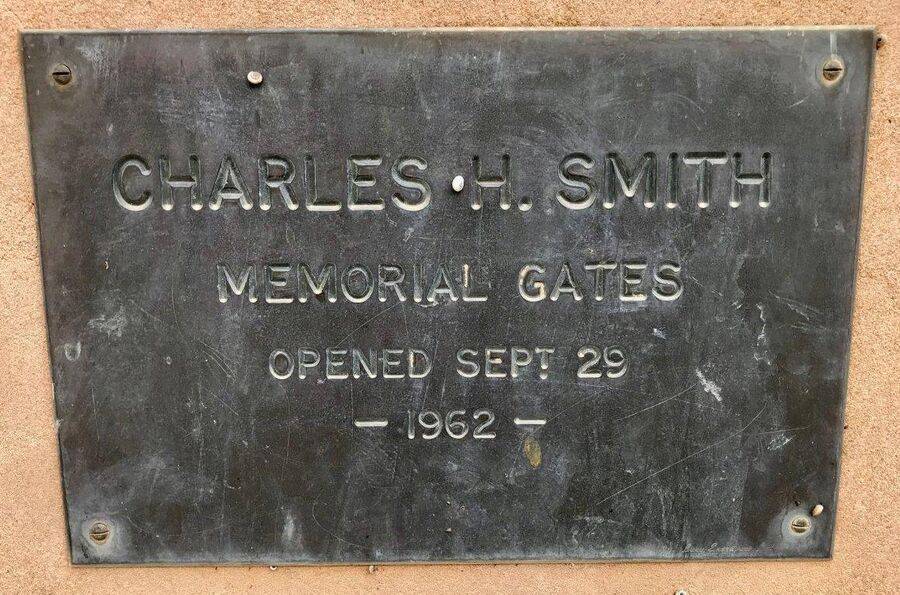 CHARLES H. SMITH
MEMORIAL GATES
OPENED SEPT 29
— 1962 —